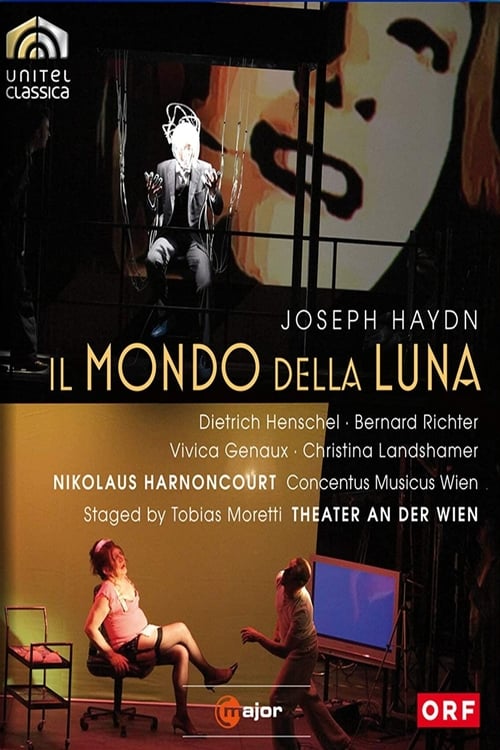 UNITEL
CLASSICA
JOSEPH HAYDN
IL MONDO DELLA LUNA
Dietrich Henschel · Bernard Richter
Vivica Genaux · Christina Landshamer
NIKOLAUS HARNONCOURT Concentus Musicus Wien
Staged by Tobias Moretti THEATER AN DER WIEN
major
ORF